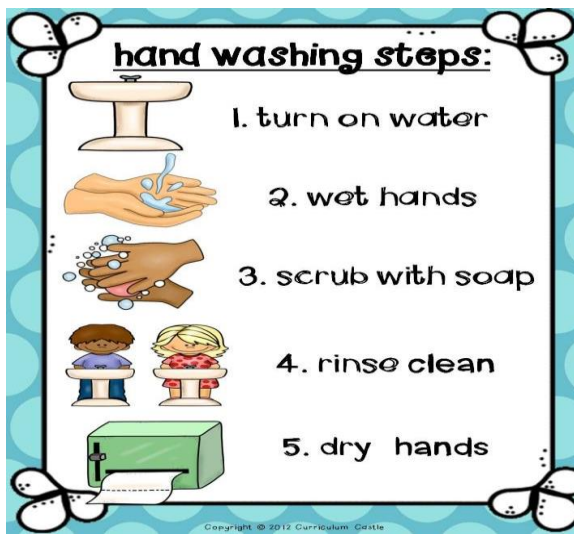 hand washing steps:
1. turn on water
2. wet hands
3. scrub with soap
4. rinse clean
5. dry hands
Copyright © 2012 Curriculum Castle